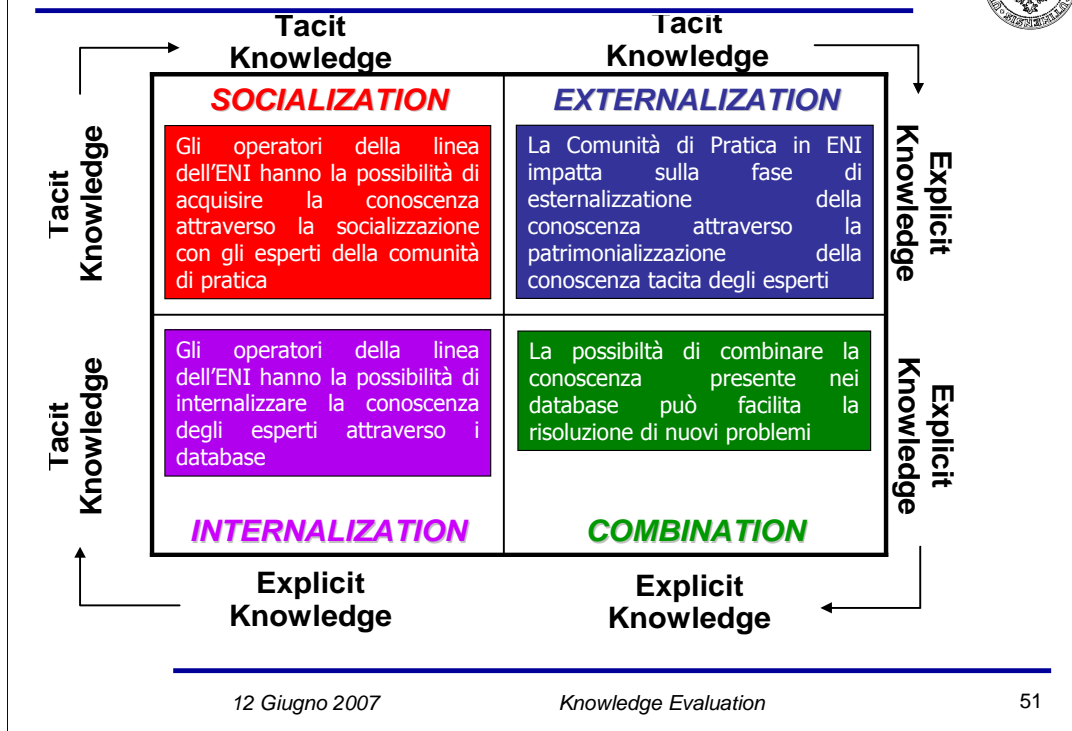 Tacit
Knowledge
Tacit
Knowledge
SOCIALIZATION
EXTERNALIZATION
Tacit
Knowledge
Gli operatori della linea
dell'ENI hanno la possibilità di
acquisire la conoscenza
attraverso la socializzazione
con gli esperti della comunità
di pratica
La Comunità di Pratica in ENI
impatta sulla fase di
esternalizzatione della
conoscenza attraverso la
patrimonializzazione della
conoscenza tacita degli esperti
Explicit
Knowledge
Tacit
Knowledge
Gli operatori della linea
dell'ENI hanno la possibilità di
internalizzare la conoscenza
degli esperti attraverso i
database
La possibiltà di combinare la
conoscenza presente nei
database può facilita la
risoluzione di nuovi problemi
Explicit
Knowledge
INTERNALIZATION
COMBINATION
Explicit
Knowledge
Explicit
Knowledge
12 Giugno 2007
Knowledge Evaluation
51